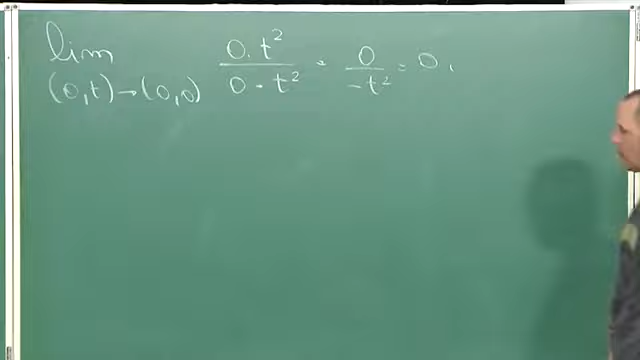 lim 0·t² / 0 - t² = 0 / -t² = 0.
(0,t)→(0,0)